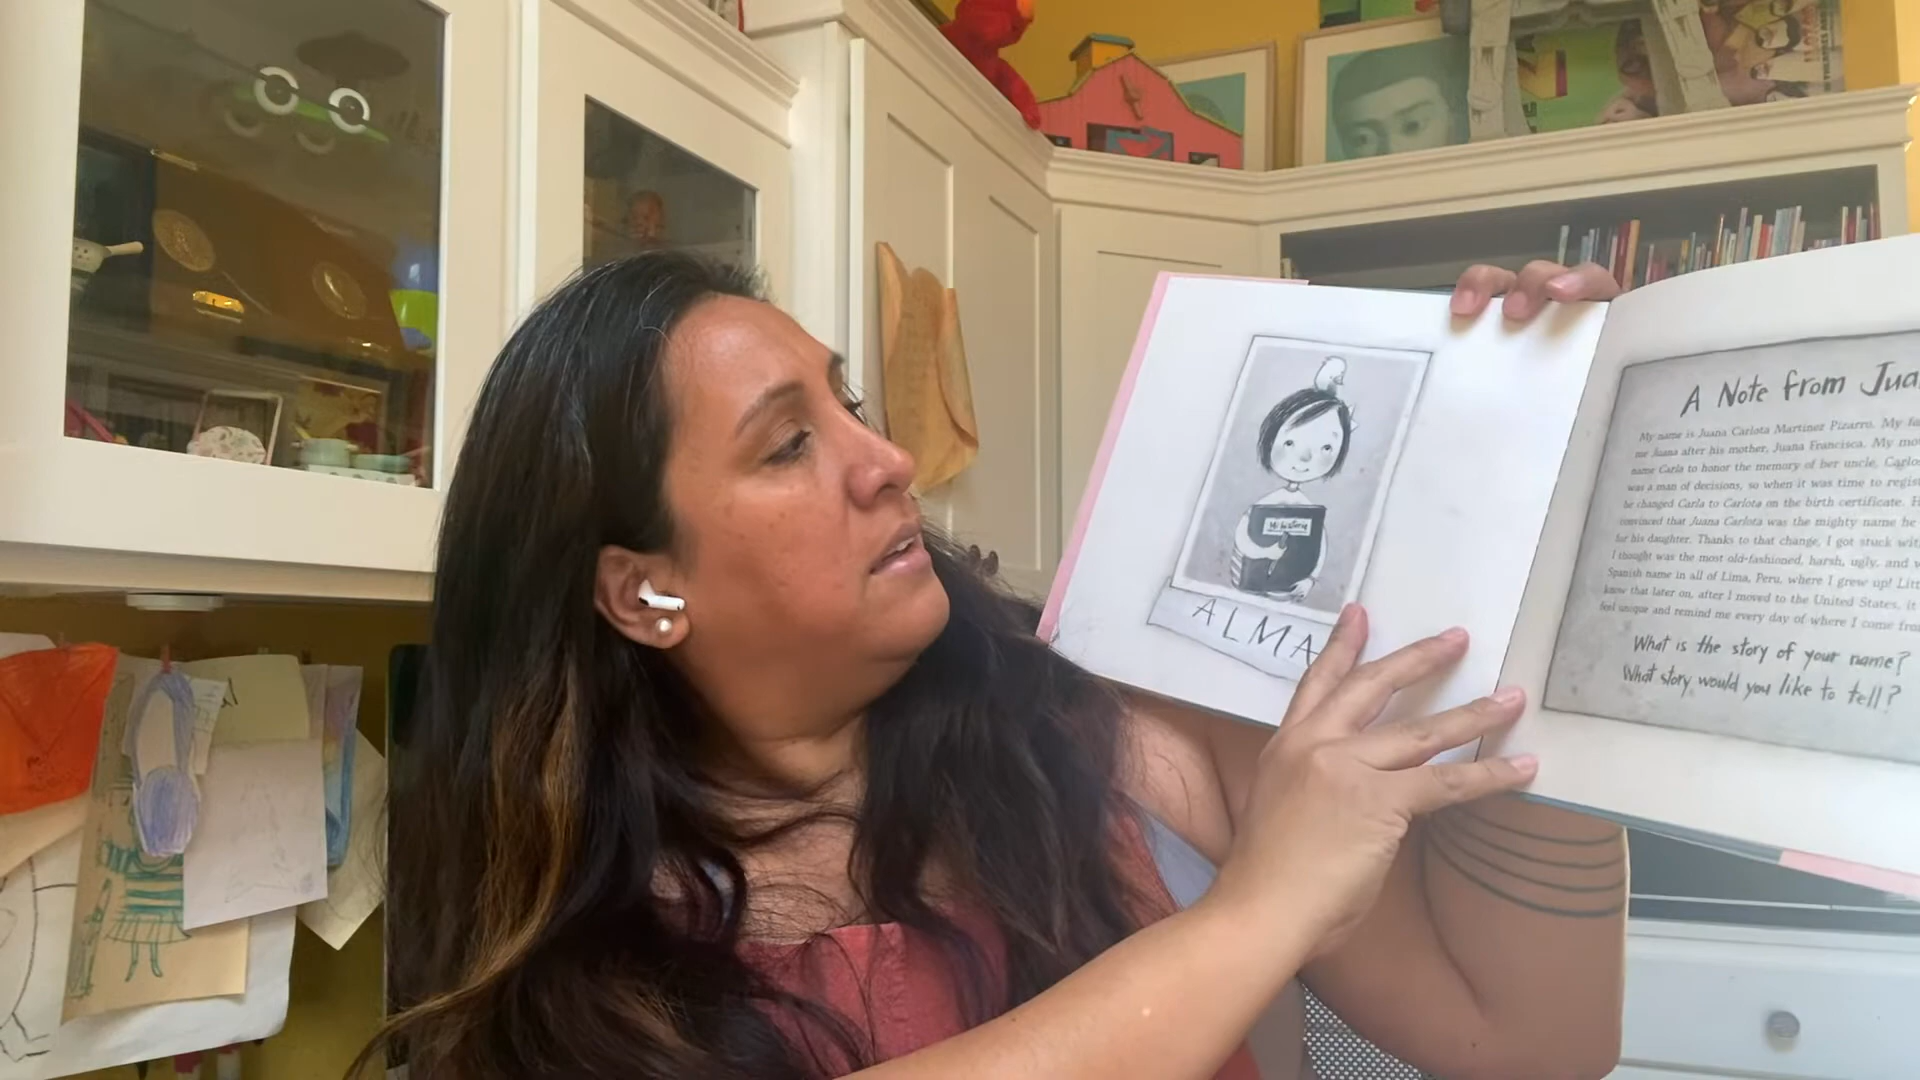 Mi historia
ALMA
A Note from Jua
My name is Juana Carlota Martinez Pizarro. My fa
me Juana after his mother, Juana Francisca. My mo
name Carla to honor the memory of her uncle, Carlos
was a man of decisions, so when it was time to regis
he changed Carla to Carlota on the birth certificate. H
convinced that Juana Carlota was the mighty name he
for his daughter. Thanks to that change, I got stuck wit
I thought was the most old-fashioned, harsh, ugly, and w
Spanish name in all of Lima, Peru, where I grew up! Litt
know that later on, after I moved to the United States, it
feel unique and remind me every day of where I come fro
What is the story of your name?
What story would you like to tell?